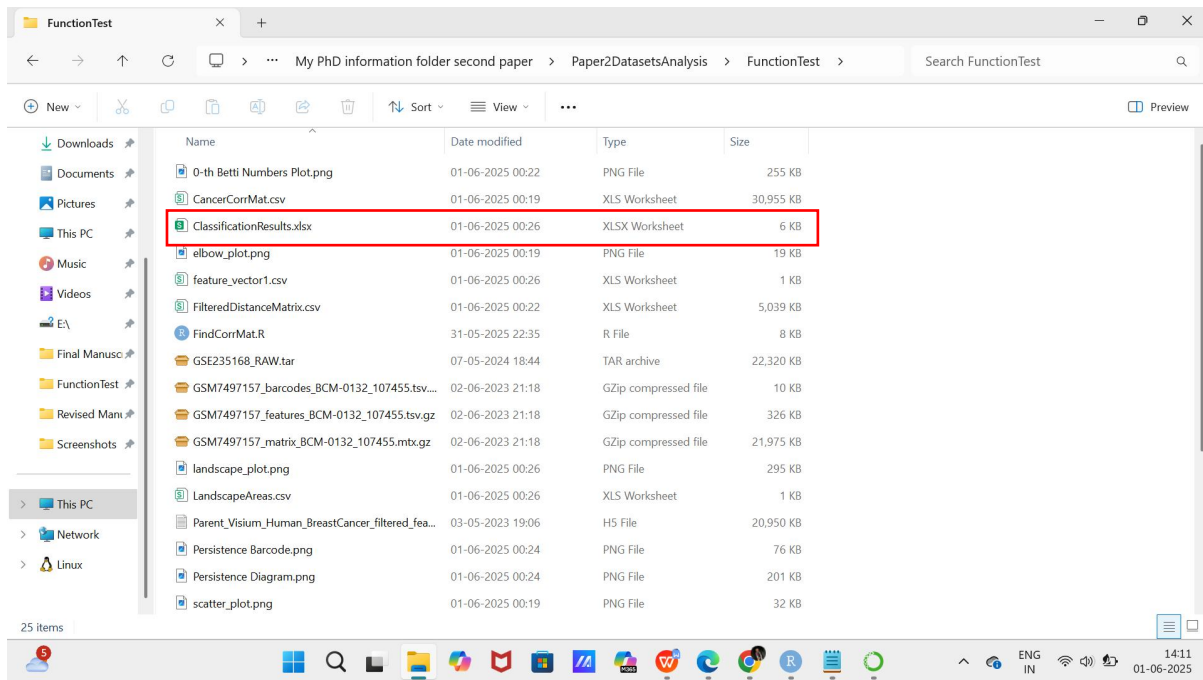 FunctionTest
My PhD information folder second paper > Paper2DatasetsAnalysis > FunctionTest >
Search FunctionTest
New
Sort
View
Preview
Downloads
Documents
Pictures
This PC
Music
Videos
E:\
Final Manusc
FunctionTest
Revised Manu
Screenshots
This PC
Network
Linux
Name Date modified Type Size
0-th Betti Numbers Plot.png 01-06-2025 00:22 PNG File 255 KB
CancerCorrMat.csv 01-06-2025 00:19 XLS Worksheet 30,955 KB
ClassificationResults.xlsx 01-06-2025 00:26 XLSX Worksheet 6 KB
elbow_plot.png 01-06-2025 00:19 PNG File 19 KB
feature_vector1.csv 01-06-2025 00:26 XLS Worksheet 1 KB
FilteredDistanceMatrix.csv 01-06-2025 00:22 XLS Worksheet 5,039 KB
FindCorrMat.R 31-05-2025 22:35 R File 8 KB
GSE235168_RAW.tar 07-05-2024 18:44 TAR archive 22,320 KB
GSM7497157_barcodes_BCM-0132_107455.tsv.... 02-06-2023 21:18 GZip compressed file 10 KB
GSM7497157_features_BCM-0132_107455.tsv.gz 02-06-2023 21:18 GZip compressed file 326 KB
GSM7497157_matrix_BCM-0132_107455.mtx.gz 02-06-2023 21:18 GZip compressed file 21,975 KB
landscape_plot.png 01-06-2025 00:26 PNG File 295 KB
LandscapeAreas.csv 01-06-2025 00:26 XLS Worksheet 1 KB
Parent_Visium_Human_BreastCancer_filtered_fea... 03-05-2023 19:06 H5 File 20,950 KB
Persistence Barcode.png 01-06-2025 00:24 PNG File 76 KB
Persistence Diagram.png 01-06-2025 00:24 PNG File 201 KB
scatter_plot.png 01-06-2025 00:19 PNG File 32 KB
25 items
5
M365
R
ENG
IN
14:11
01-06-2025